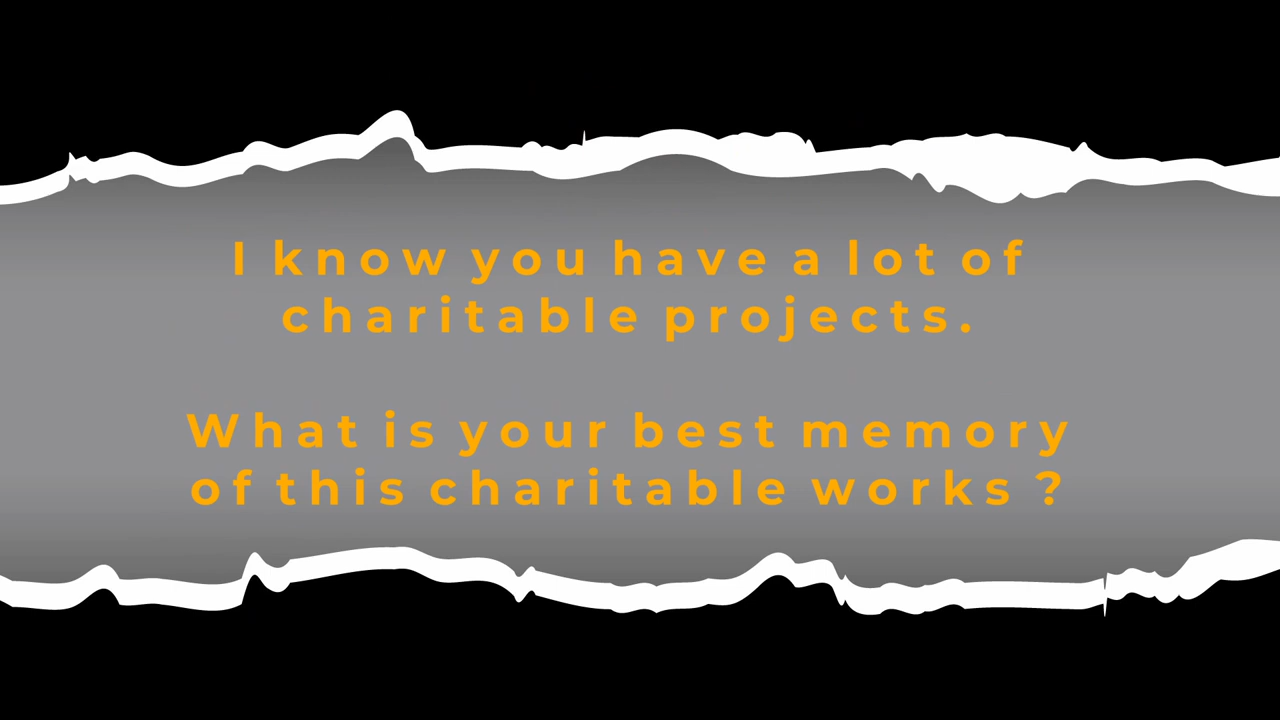 I know you have a lot of
charitable projects.
What is your best memory
of this charitable works ?